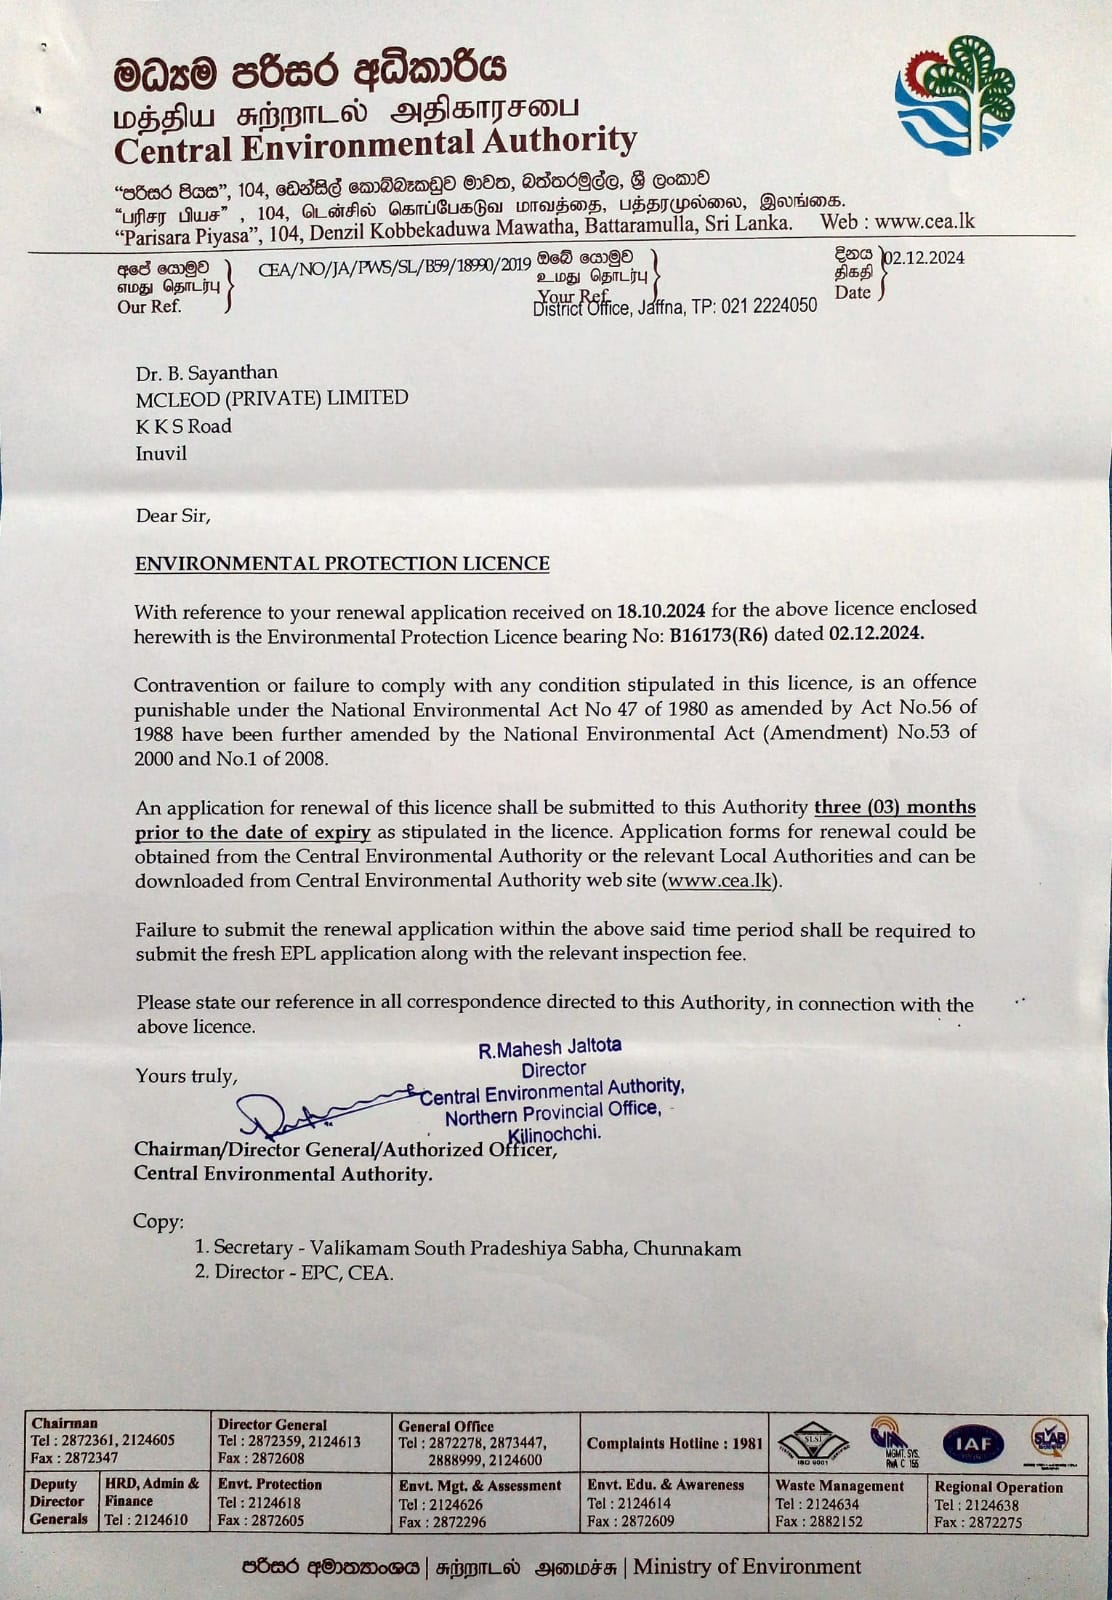 මධ්‍යම පරිසර අධිකාරිය
மத்திய சுற்றாடல் அதிகாரசபை
Central Environmental Authority
“පරිසර පියස”, 104, ඩෙන්සිල් කොබ්බෑකඩුව මාවත, බත්තරමුල්ල, ශ්‍රී ලංකාව
“பரிசர பியச” , 104, டென்சில் கொப்பேகடுவ மாவத்தை, பத்தரமுல்லை, இலங்கை.
“Parisara Piyasa”, 104, Denzil Kobbekaduwa Mawatha, Battaramulla, Sri Lanka. Web : www.cea.lk
අපේ යොමුව
எமது தொடர்பு
Our Ref.
CEA/NO/JA/PWS/SL/B59/18990/2019
ඔබේ යොමුව
உமது தொடர்பு
Your Ref.
District Office, Jaffna, TP: 021 2224050
දිනය
திகதி
Date
02.12.2024
Dr. B. Sayanthan
MCLEOD (PRIVATE) LIMITED
K K S Road
Inuvil
Dear Sir,
ENVIRONMENTAL PROTECTION LICENCE
With reference to your renewal application received on 18.10.2024 for the above licence enclosed
herewith is the Environmental Protection Licence bearing No: B16173(R6) dated 02.12.2024.
Contravention or failure to comply with any condition stipulated in this licence, is an offence
punishable under the National Environmental Act No 47 of 1980 as amended by Act No.56 of
1988 have been further amended by the National Environmental Act (Amendment) No.53 of
2000 and No.1 of 2008.
An application for renewal of this licence shall be submitted to this Authority three (03) months
prior to the date of expiry as stipulated in the licence. Application forms for renewal could be
obtained from the Central Environmental Authority or the relevant Local Authorities and can be
downloaded from Central Environmental Authority web site (www.cea.lk).
Failure to submit the renewal application within the above said time period shall be required to
submit the fresh EPL application along with the relevant inspection fee.
Please state our reference in all correspondence directed to this Authority, in connection with the
above licence.
Yours truly,
R.Mahesh Jaltota
Director
Central Environmental Authority,
Northern Provincial Office,
Kilinochchi.
Chairman/Director General/Authorized Officer,
Central Environmental Authority.
Copy:
1. Secretary - Valikamam South Pradeshiya Sabha, Chunnakam
2. Director - EPC, CEA.
Chairman
Tel : 2872361, 2124605
Fax : 2872347
Director General
Tel : 2872359, 2124613
Fax : 2872608
General Office
Tel : 2872278, 2873447,
2888999, 2124600
Complaints Hotline : 1981
SLSI
ISO 9001
MGMT. SYS.
RvA C 156
IAF
SLAB
Deputy
Director
Generals
HRD, Admin &
Finance
Tel : 2124610
Envt. Protection
Tel : 2124618
Fax : 2872605
Envt. Mgt. & Assessment
Tel : 2124626
Fax : 2872296
Envt. Edu. & Awareness
Tel : 2124614
Fax : 2872609
Waste Management
Tel : 2124634
Fax : 2882152
Regional Operation
Tel : 2124638
Fax : 2872275
පරිසර අමාත්‍යාංශය | சுற்றாடல் அமைச்சு | Ministry of Environment